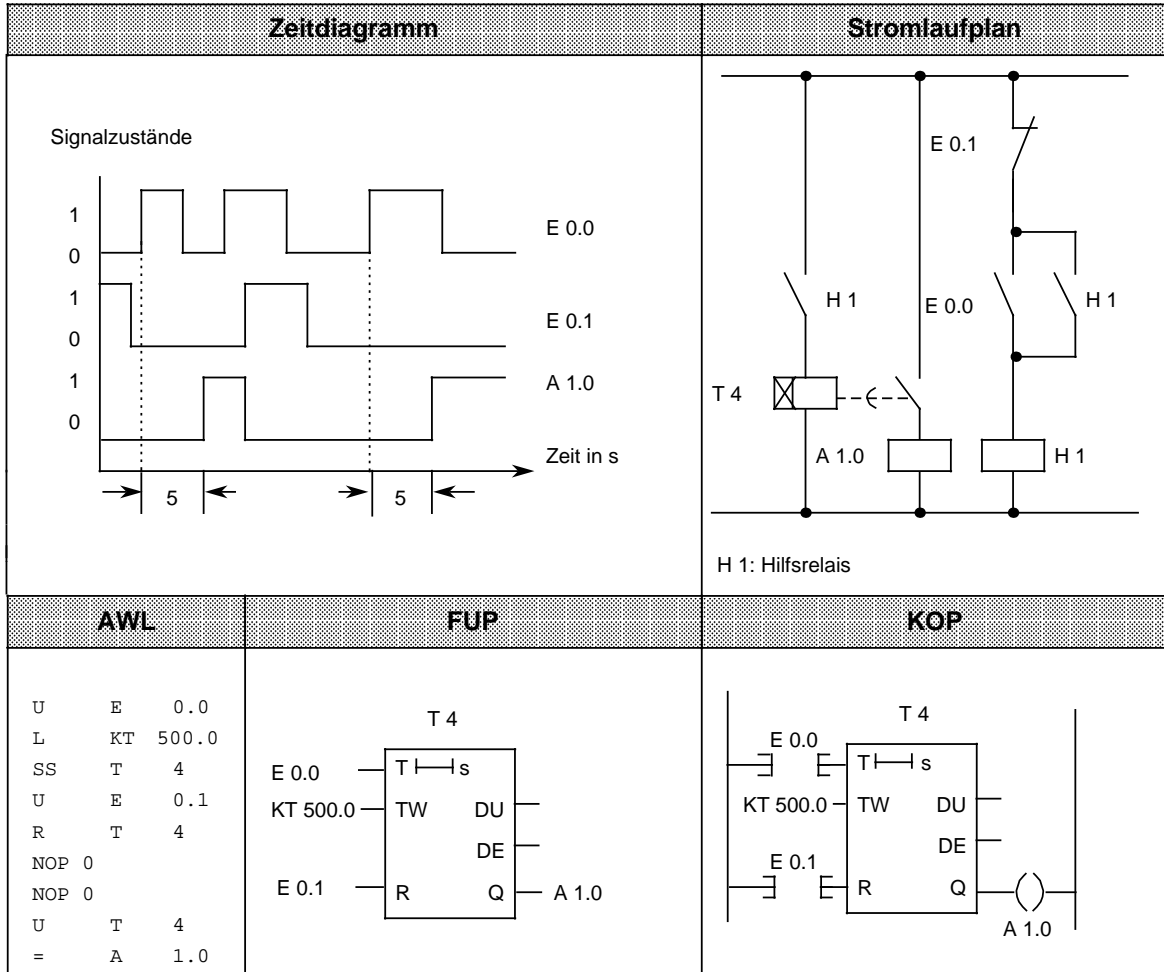 Zeitdiagramm
Stromlaufplan
Signalzustände
1
0
E 0.0
1
0
E 0.1
1
0
A 1.0
Zeit in s
5
5
E 0.1
H 1
E 0.0
H 1
T 4
A 1.0
H 1
H 1: Hilfsrelais
AWL
FUP
KOP
U E 0.0
L KT 500.0
SS T 4
U E 0.1
R T 4
NOP 0
NOP 0
U T 4
= A 1.0
T 4
E 0.0
T s
KT 500.0
TW
DU
DE
E 0.1
R
Q
A 1.0
T 4
E 0.0
T s
KT 500.0
TW
DU
DE
E 0.1
R
Q
A 1.0